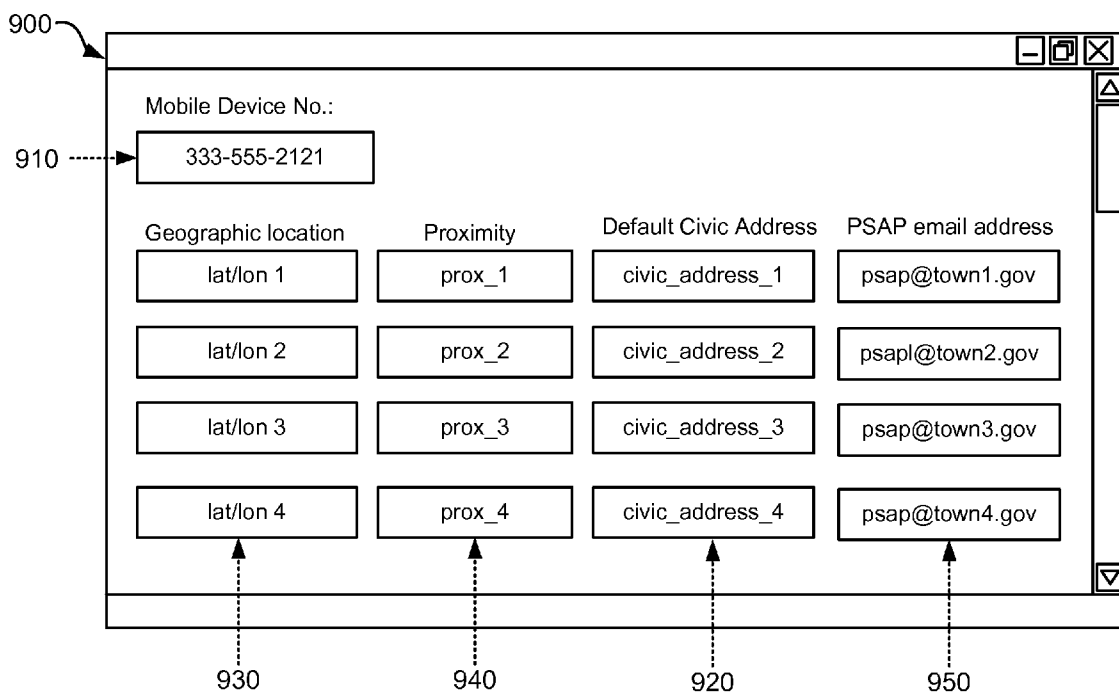 900
Mobile Device No.:
910 333-555-2121
Geographic location Proximity Default Civic Address PSAP email address
lat/lon 1 prox_1 civic_address_1 psap@town1.gov
lat/lon 2 prox_2 civic_address_2 psapl@town2.gov
lat/lon 3 prox_3 civic_address_3 psap@town3.gov
lat/lon 4 prox_4 civic_address_4 psap@town4.gov
930 940 920 950